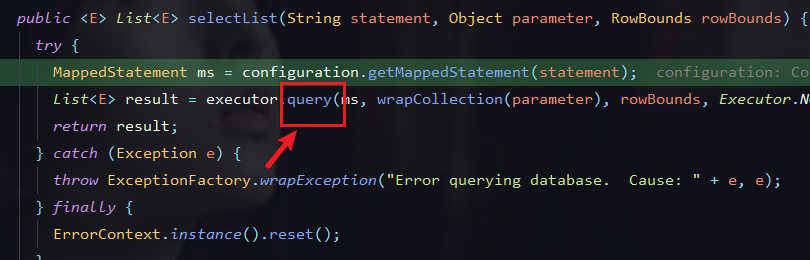 public <E> List<E> selectList(String statement, Object parameter, RowBounds rowBounds) {
try {
MappedStatement ms = configuration.getMappedStatement(statement); configuration: Co
List<E> result = executor.query(ms, wrapCollection(parameter), rowBounds, Executor.N
return result;
} catch (Exception e) {
throw ExceptionFactory.wrapException("Error querying database.  Cause: " + e, e);
} finally {
ErrorContext.instance().reset();
}